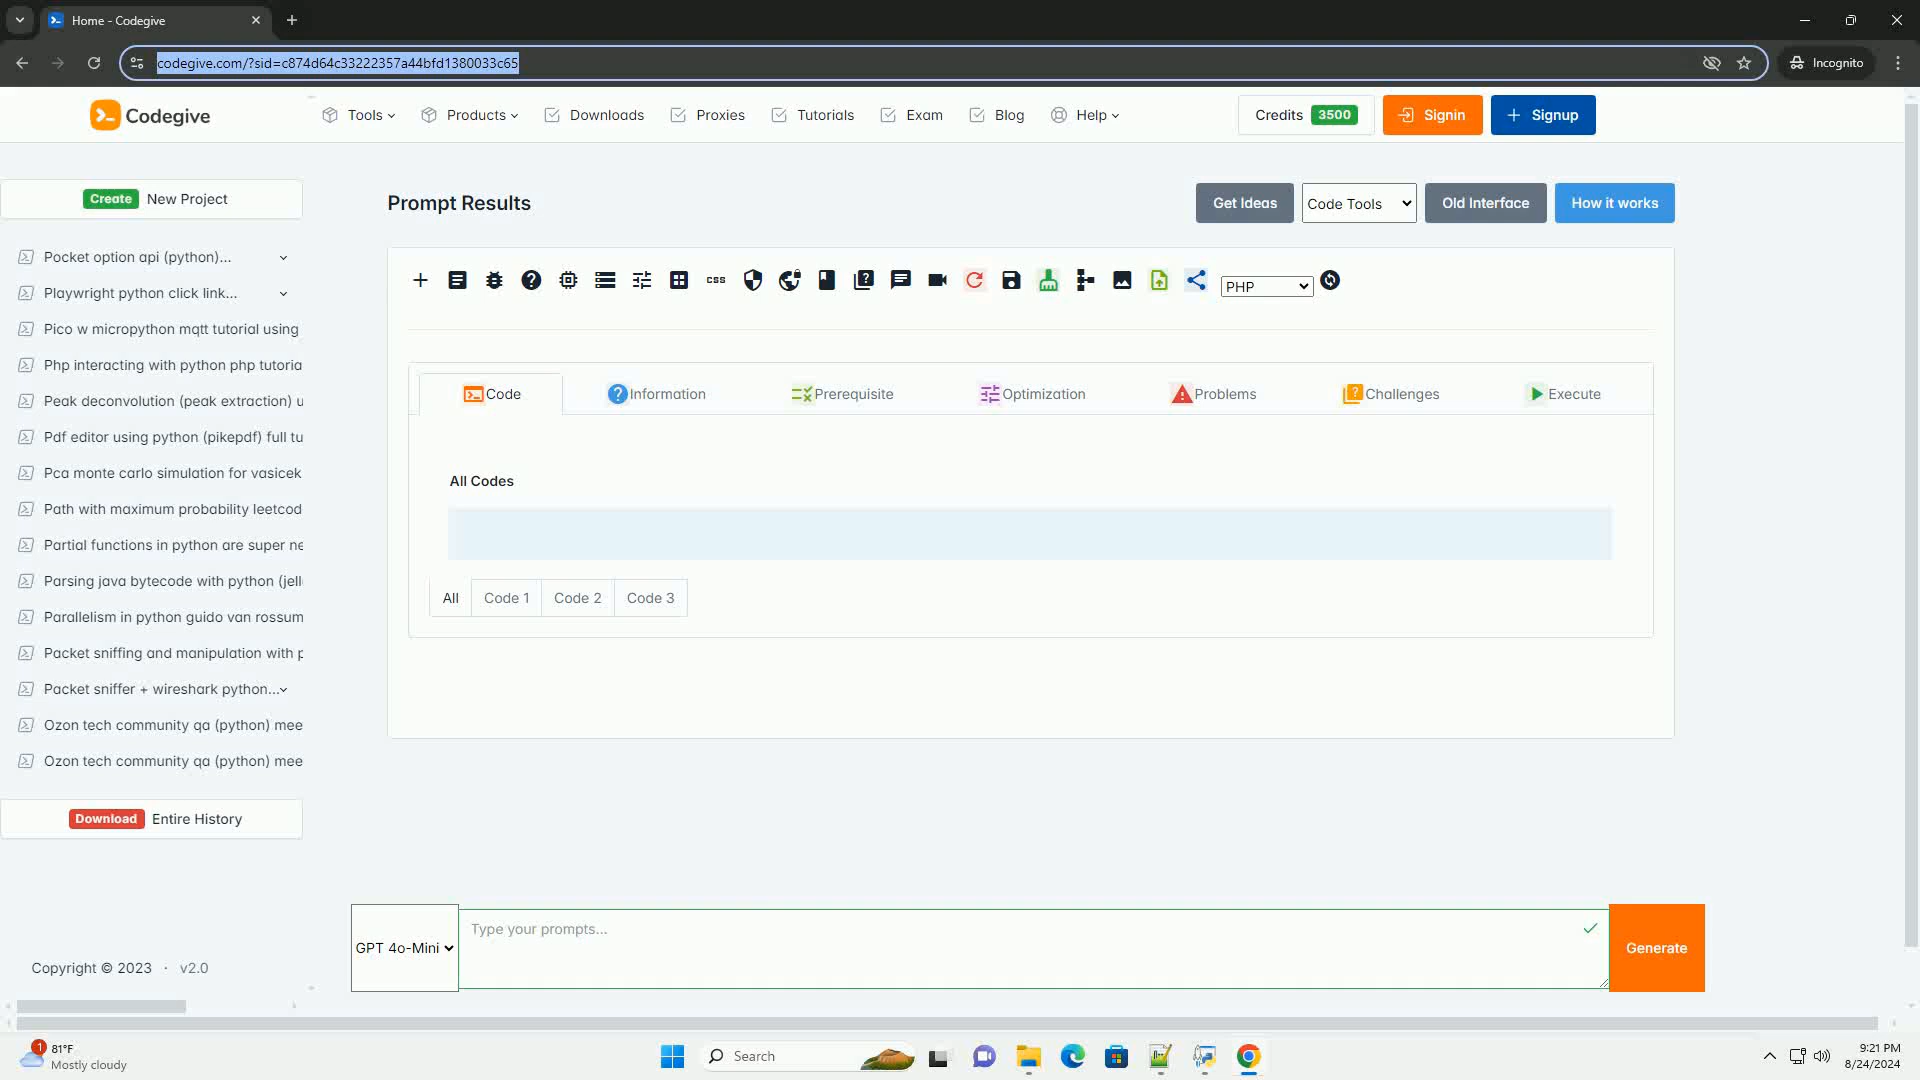 Home - Codegive
codegive.com/?sid=c874d64c33222357a44bfd1380033c65
Incognito
Codegive
Tools
Products
Downloads
Proxies
Tutorials
Exam
Blog
Help
Credits 3500
Signin
Signup
Create New Project
Pocket option api (python)...
Playwright python click link...
Pico w micropython mqtt tutorial using
Php interacting with python php tutoria
Peak deconvolution (peak extraction) u
Pdf editor using python (pikepdf) full tu
Pca monte carlo simulation for vasicek
Path with maximum probability leetcod
Partial functions in python are super ne
Parsing java bytecode with python (jell
Parallelism in python guido van rossum
Packet sniffing and manipulation with p
Packet sniffer + wireshark python...
Ozon tech community qa (python) mee
Ozon tech community qa (python) mee
Download Entire History
Copyright © 2023 · v2.0
Prompt Results
Get Ideas
Code Tools
Old Interface
How it works
css
PHP
Code
Information
Prerequisite
Optimization
Problems
Challenges
Execute
All Codes
All
Code 1
Code 2
Code 3
GPT 4o-Mini
Type your prompts...
Generate
1
81°F
Mostly cloudy
Search
9:21 PM
8/24/2024